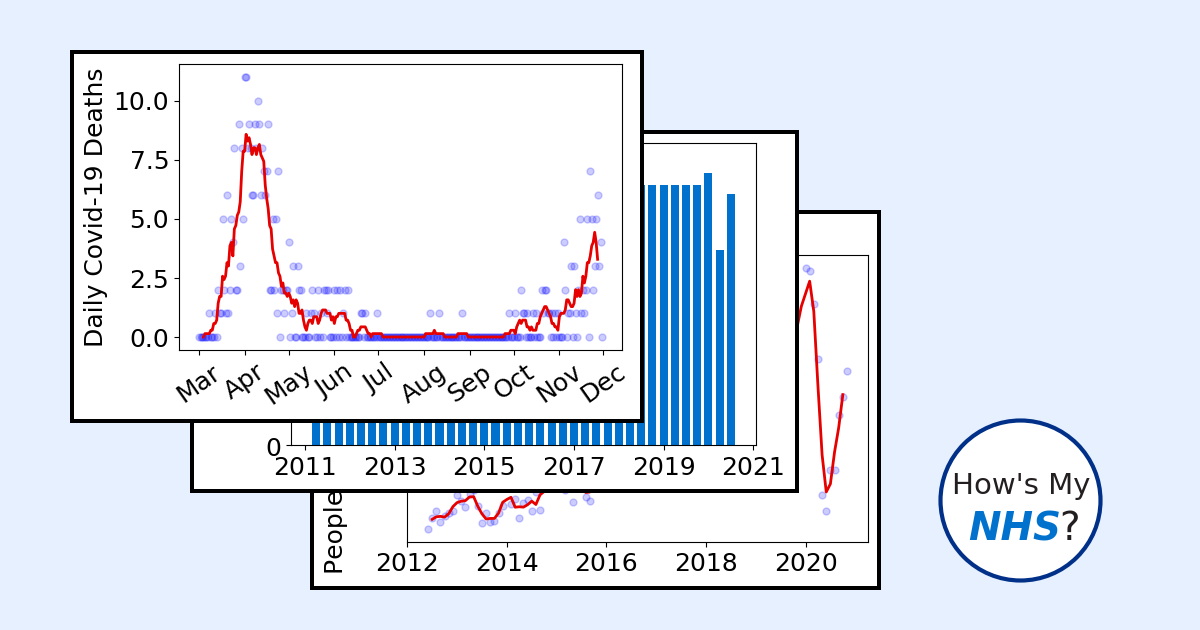 Daily Covid-19 Deaths
10.0
7.5
5.0
2.5
0.0
Mar Apr May Jun Jul Aug Sep Oct Nov Dec
0
2011 2013 2015 2017 2019 2021
People
2012 2014 2016 2018 2020
How's My
NHS?